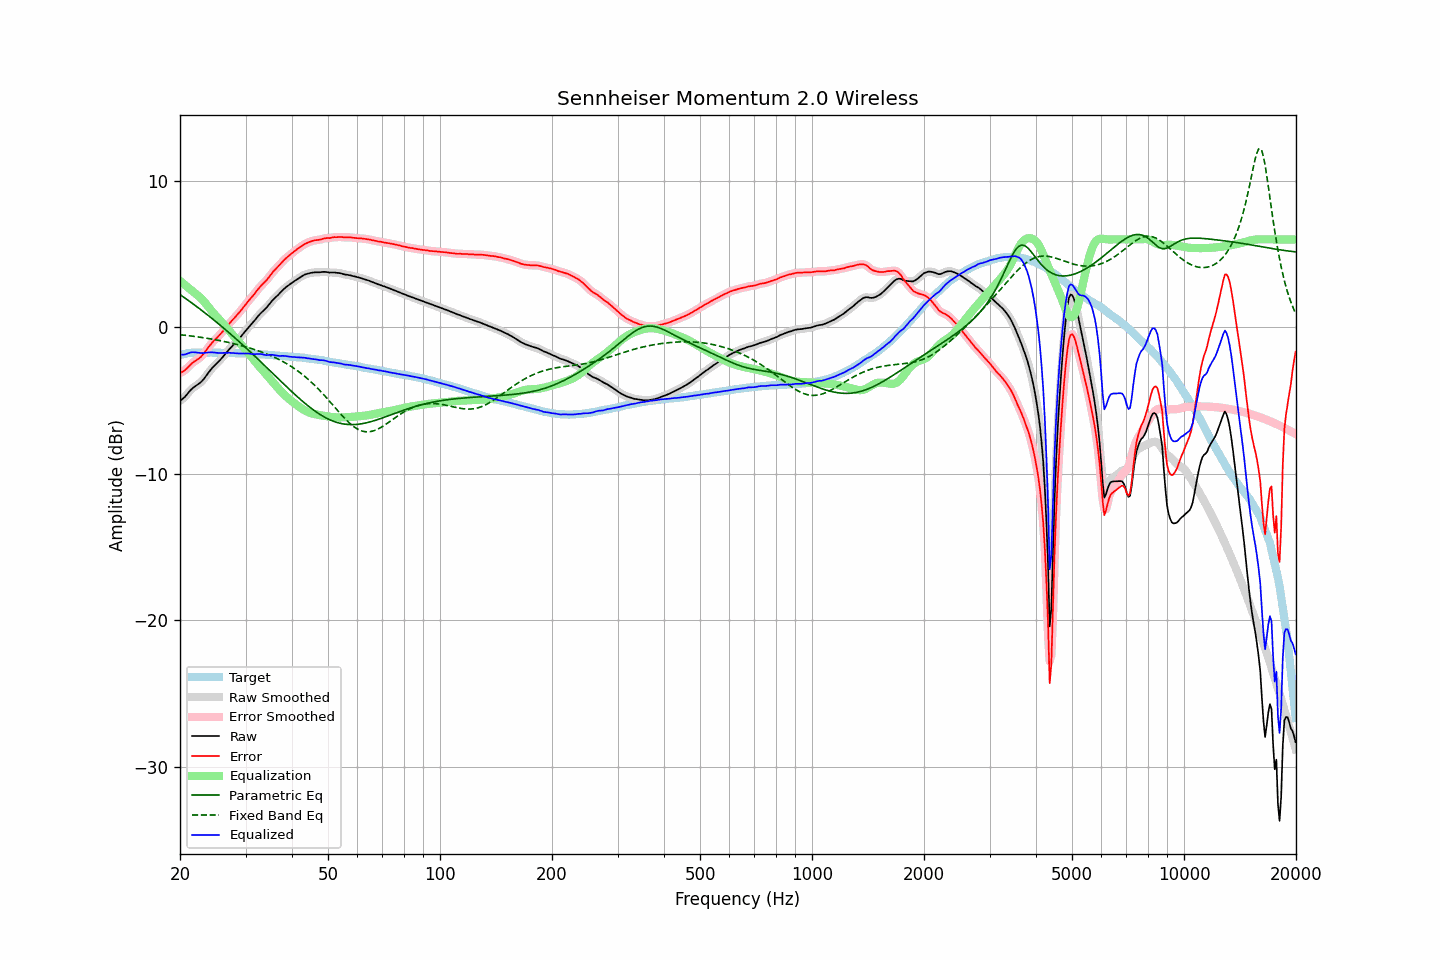 Sennheiser Momentum 2.0 Wireless
Amplitude (dBr)
10
0
−10
−20
−30
Target
Raw Smoothed
Error Smoothed
Raw
Error
Equalization
Parametric Eq
Fixed Band Eq
Equalized
20 50 100 200 500 1000 2000 5000 10000 20000
Frequency (Hz)